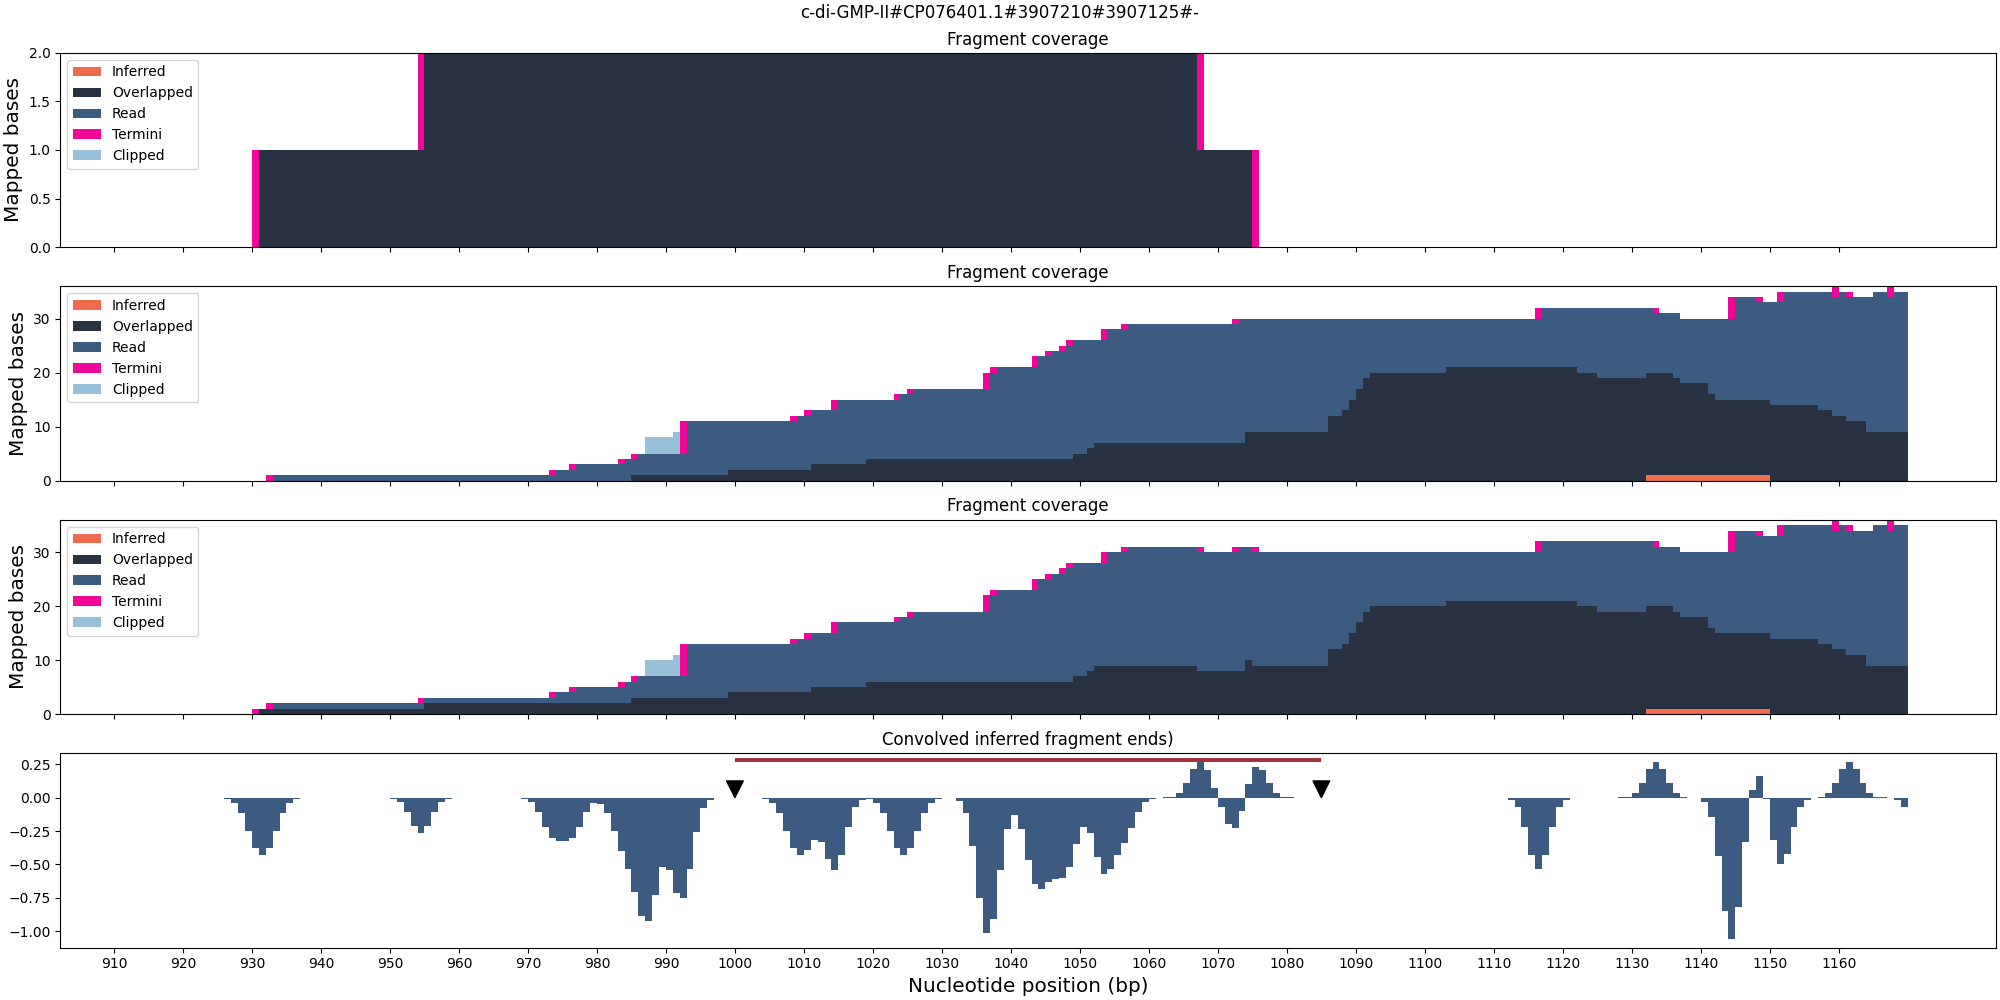 c-di-GMP-II#CP076401.1#3907210#3907125#-
Fragment coverage
Mapped bases
2.0
1.5
1.0
0.5
0.0
Inferred
Overlapped
Read
Termini
Clipped
Fragment coverage
Mapped bases
30
20
10
0
Inferred
Overlapped
Read
Termini
Clipped
Fragment coverage
Mapped bases
30
20
10
0
Inferred
Overlapped
Read
Termini
Clipped
Convolved inferred fragment ends)
0.25
0.00
−0.25
−0.50
−0.75
−1.00
910 920 930 940 950 960 970 980 990 1000 1010 1020 1030 1040 1050 1060 1070 1080 1090 1100 1110 1120 1130 1140 1150 1160
Nucleotide position (bp)